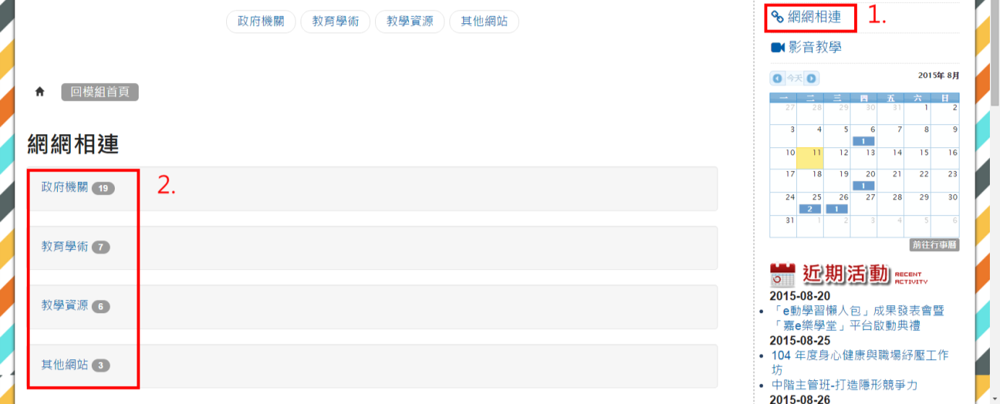 政府機關 教育學術 教學資源 其他網站
回模組首頁
網網相連
政府機關 19
2.
教育學術 7
教學資源 6
其他網站 3
網網相連 1.
影音教學
今天 2015年 8月
一 二 三 四 五 六 日
27 28 29 30 31 1 2
3 4 5 6 7 8 9
1
10 11 12 13 14 15 16
17 18 19 20 21 22 23
1
24 25 26 27 28 29 30
2 1
31 1 2 3 4 5 6
前往行事曆
近期活動 RECENT
ACTIVITY
2015-08-20
「e動學習懶人包」成果發表會暨
「嘉e樂學堂」平台啟動典禮
2015-08-25
104 年度身心健康與職場紓壓工作
坊
中階主管班-打造隱形競爭力
2015-08-26